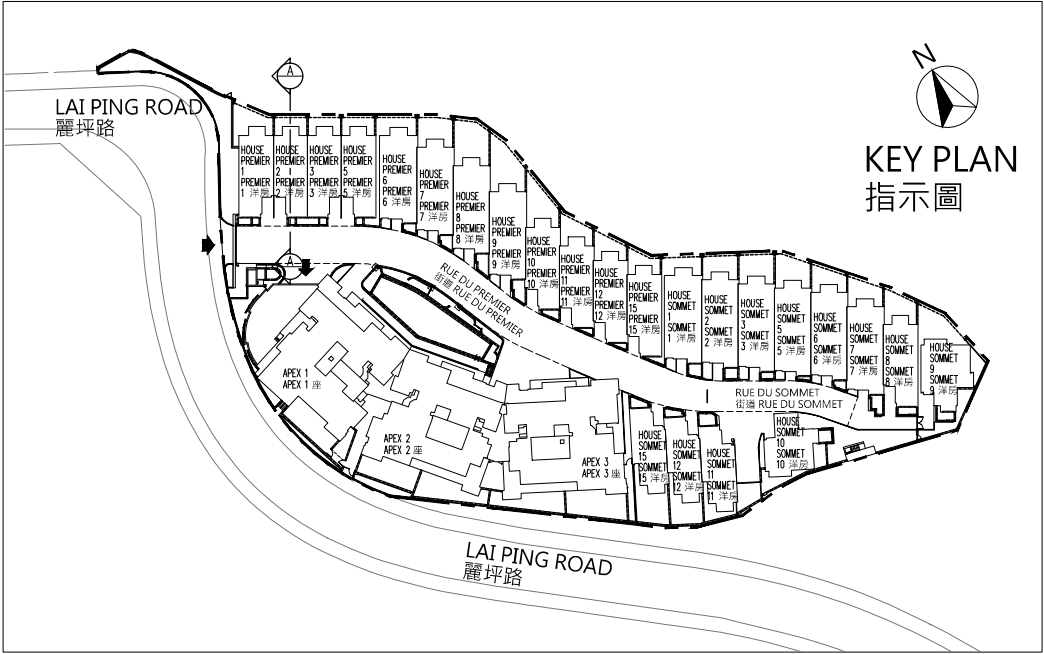 N
KEY PLAN
指示圖
LAI PING ROAD
麗坪路
A
HOUSE
PREMIER
1
PREMIER
1 洋房
HOUSE
PREMIER
2
PREMIER
2 洋房
HOUSE
PREMIER
3
PREMIER
3 洋房
HOUSE
PREMIER
5
PREMIER
5 洋房
HOUSE
PREMIER
6
PREMIER
6 洋房
HOUSE
PREMIER
7
PREMIER
7 洋房
HOUSE
PREMIER
8
PREMIER
8 洋房
HOUSE
PREMIER
9
PREMIER
9 洋房
HOUSE
PREMIER
10
PREMIER
10 洋房
HOUSE
PREMIER
11
PREMIER
11 洋房
HOUSE
PREMIER
12
PREMIER
12 洋房
HOUSE
PREMIER
15
PREMIER
15 洋房
HOUSE
SOMMET
1
SOMMET
1 洋房
HOUSE
SOMMET
2
SOMMET
2 洋房
HOUSE
SOMMET
3
SOMMET
3 洋房
HOUSE
SOMMET
5
SOMMET
5 洋房
HOUSE
SOMMET
6
SOMMET
6 洋房
HOUSE
SOMMET
7
SOMMET
7 洋房
HOUSE
SOMMET
8
SOMMET
8 洋房
HOUSE
SOMMET
9
SOMMET
9 洋房
A
RUE DU PREMIER
街道 RUE DU PREMIER
RUE DU SOMMET
街道 RUE DU SOMMET
APEX 1
APEX 1 座
APEX 2
APEX 2 座
APEX 3
APEX 3 座
HOUSE
SOMMET
15
SOMMET
15 洋房
HOUSE
SOMMET
12
SOMMET
12 洋房
HOUSE
SOMMET
11
SOMMET
11 洋房
HOUSE
SOMMET
10
SOMMET
10 洋房
LAI PING ROAD
麗坪路